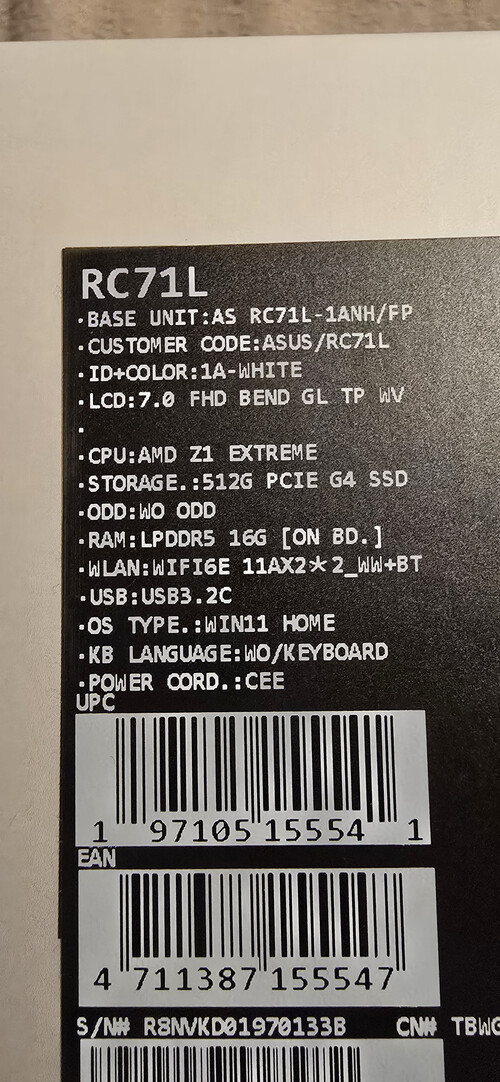 RC71L
·BASE UNIT:AS RC71L-1ANH/FP
·CUSTOMER CODE:ASUS/RC71L
·ID+COLOR:1A-WHITE
·LCD:7.0 FHD BEND GL TP WV
·
·CPU:AMD Z1 EXTREME
·STORAGE.:512G PCIE G4 SSD
·ODD:WO ODD
·RAM:LPDDR5 16G [ON BD.]
·WLAN:WIFI6E 11AX2*2_WW+BT
·USB:USB3.2C
·OS TYPE.:WIN11 HOME
·KB LANGUAGE:WO/KEYBOARD
·POWER CORD.:CEE
UPC
1 97105 15554 1
EAN
4 711387 155547
S/N# R8NVKD01970133B CN# TBWG